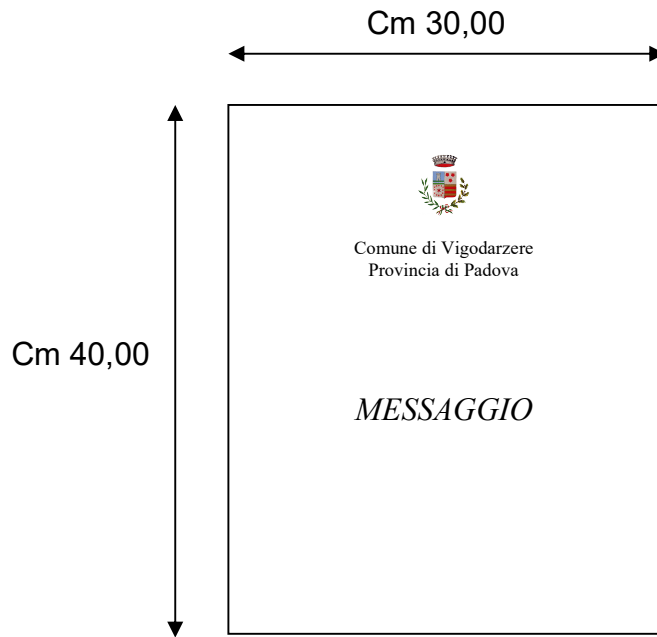 Cm 30,00
Comune di Vigodarzere
Provincia di Padova
Cm 40,00
MESSAGGIO